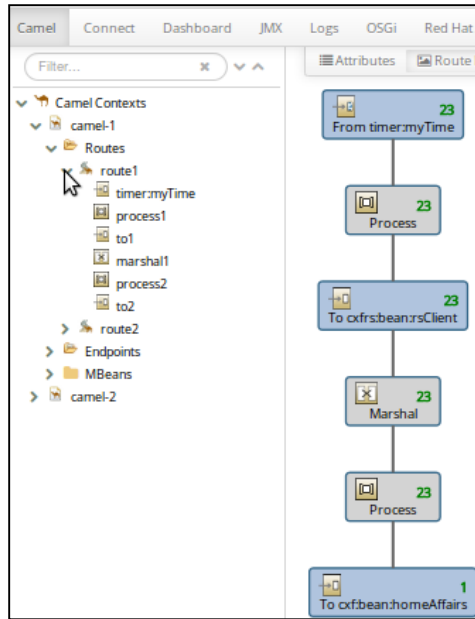 Camel Connect Dashboard JMX Logs OSGi Red Hat
Filter...
Attributes Route
Camel Contexts
camel-1
Routes
route1
timer:myTime
process1
to1
marshal1
process2
to2
route2
Endpoints
MBeans
camel-2
23
From timer:myTime
23
Process
23
To cxfrs:bean:rsClient
23
Marshal
23
Process
1
To cxf:bean:homeAffairs